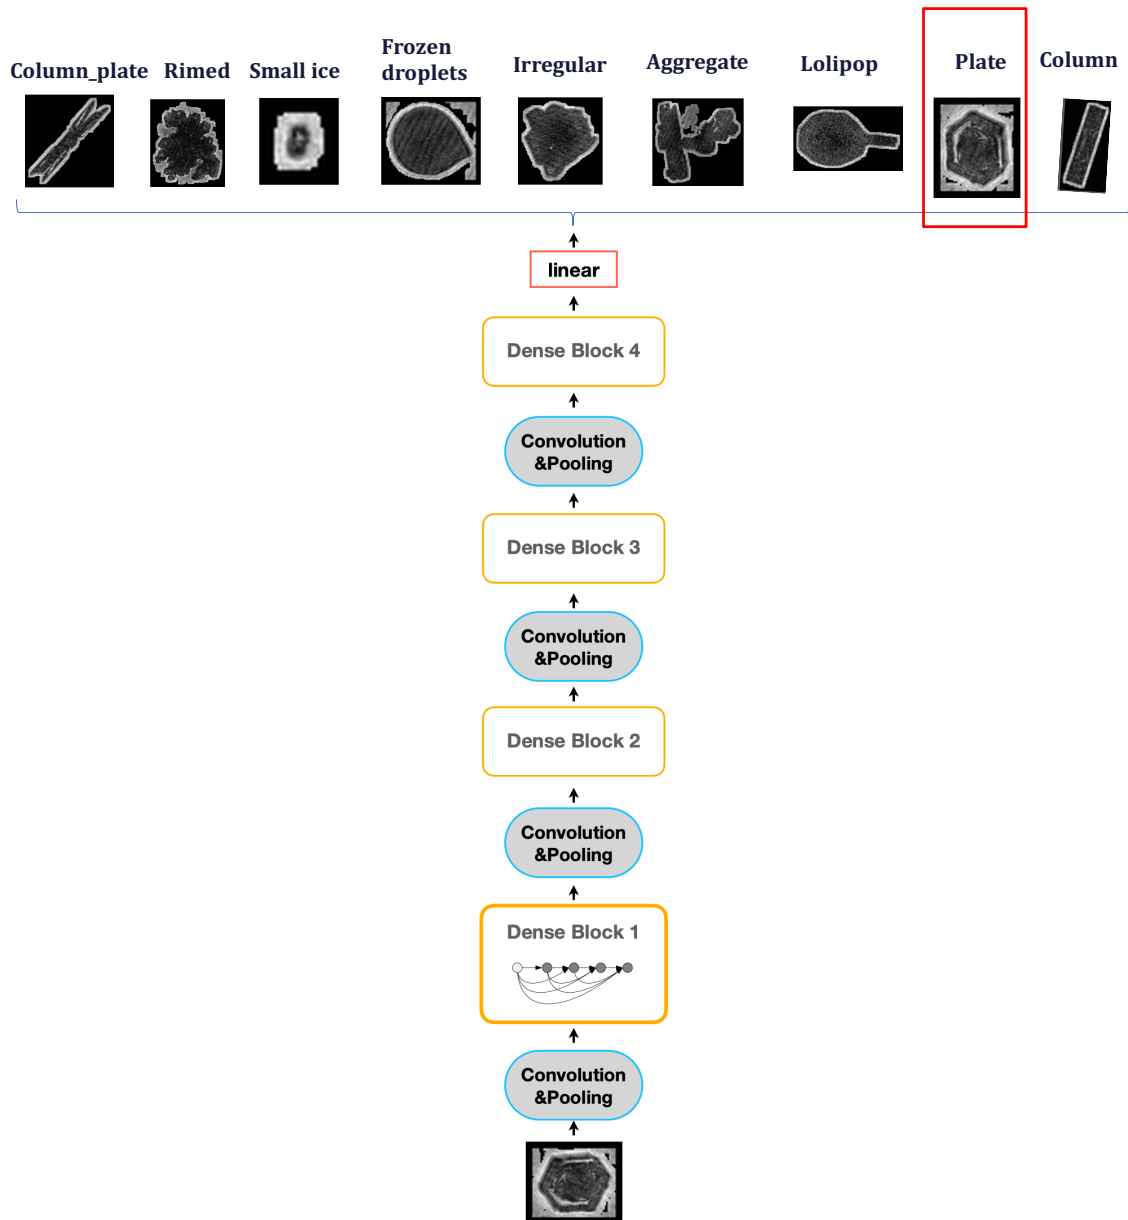 Column_plate
Rimed
Small ice
Frozen
droplets
Irregular
Aggregate
Lolipop
Plate
Column
linear
Dense Block 4
Convolution
&Pooling
Dense Block 3
Convolution
&Pooling
Dense Block 2
Convolution
&Pooling
Dense Block 1
Convolution
&Pooling